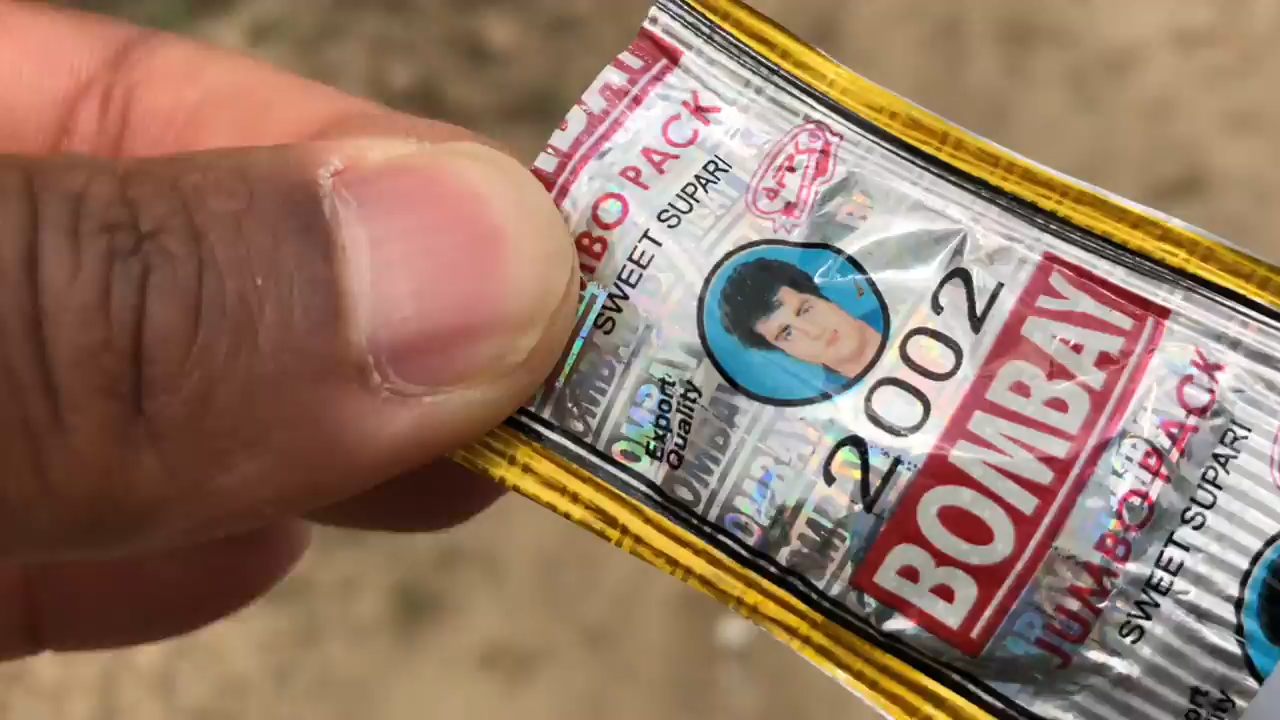 JUMBO PACK
SWEET SUPARI
Export
Quality
2002
BOMBAY
JUMBO PACK
SWEET SUPARI